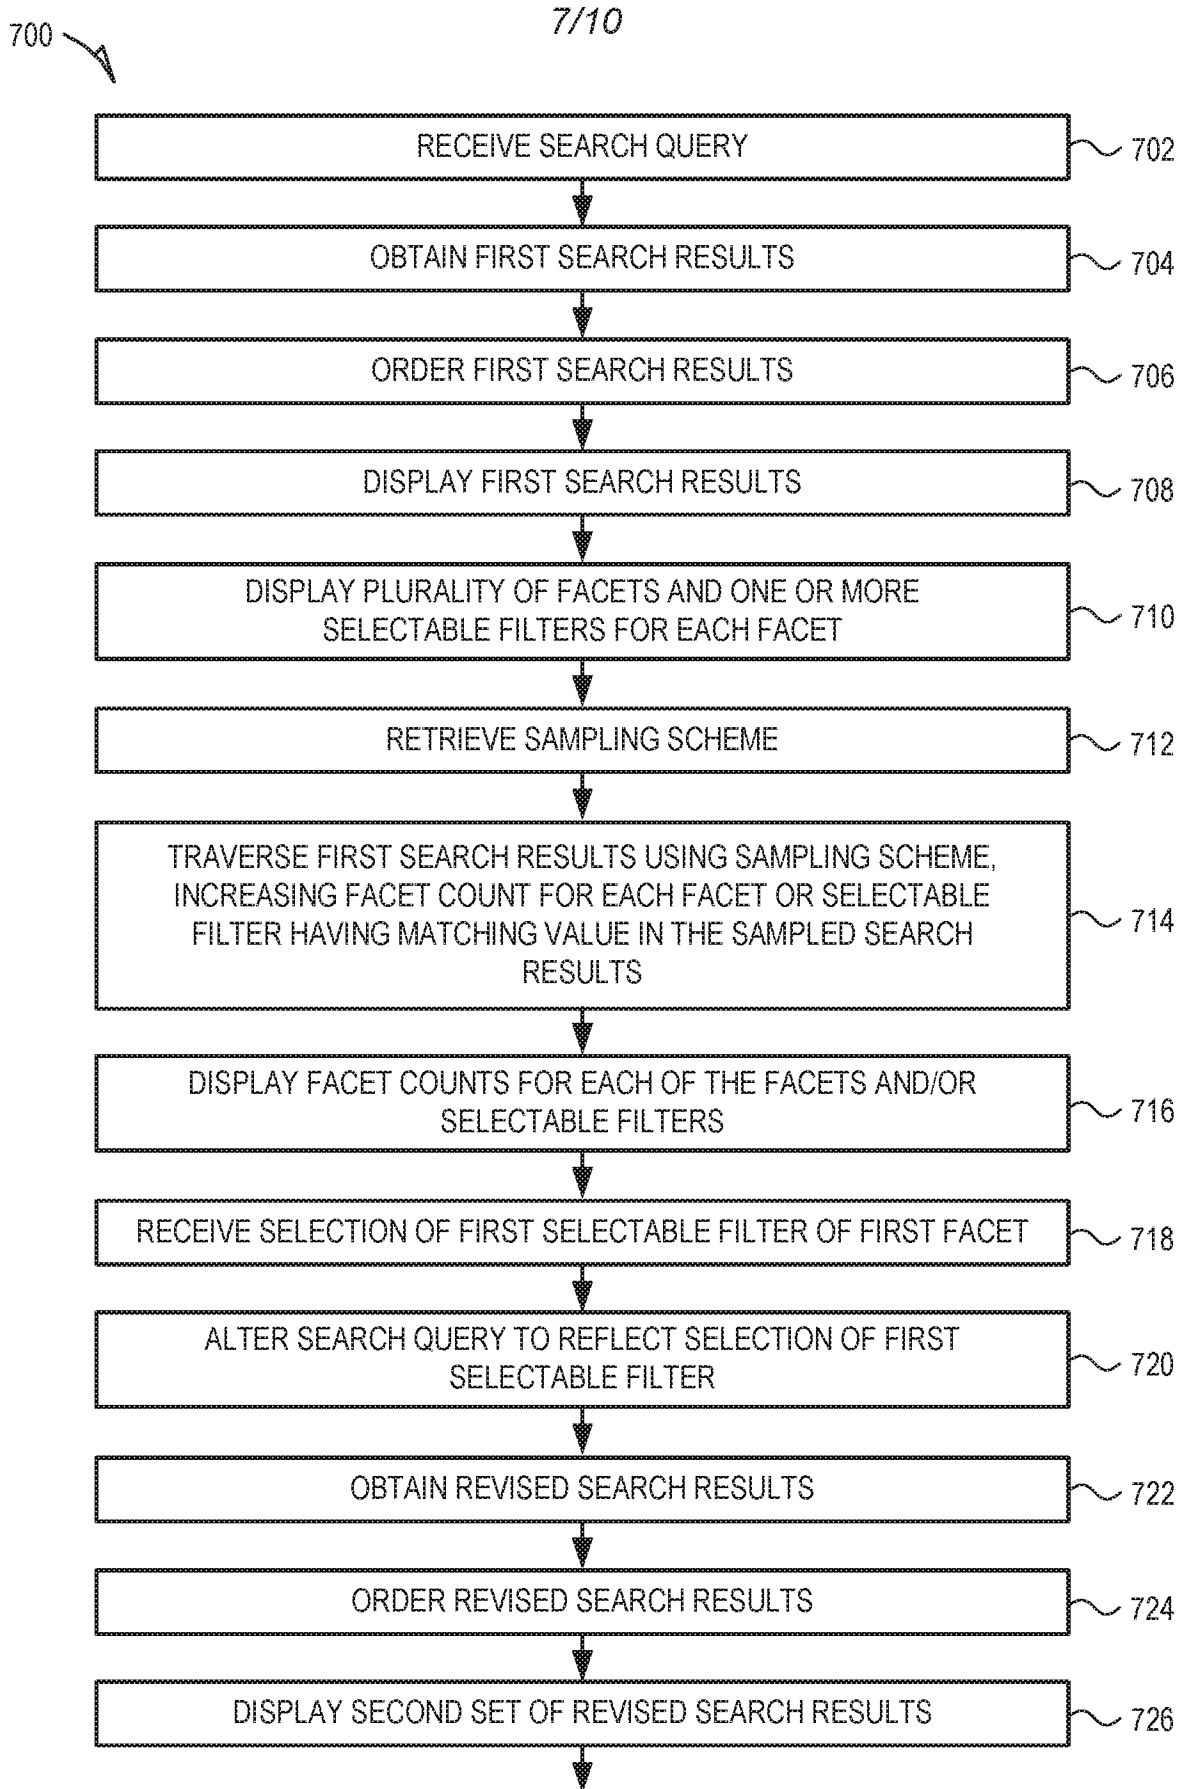 7/10
700
RECEIVE SEARCH QUERY
702
OBTAIN FIRST SEARCH RESULTS
704
ORDER FIRST SEARCH RESULTS
706
DISPLAY FIRST SEARCH RESULTS
708
DISPLAY PLURALITY OF FACETS AND ONE OR MORE
SELECTABLE FILTERS FOR EACH FACET
710
RETRIEVE SAMPLING SCHEME
712
TRAVERSE FIRST SEARCH RESULTS USING SAMPLING SCHEME,
INCREASING FACET COUNT FOR EACH FACET OR SELECTABLE
FILTER HAVING MATCHING VALUE IN THE SAMPLED SEARCH
RESULTS
714
DISPLAY FACET COUNTS FOR EACH OF THE FACETS AND/OR
SELECTABLE FILTERS
716
RECEIVE SELECTION OF FIRST SELECTABLE FILTER OF FIRST FACET
718
ALTER SEARCH QUERY TO REFLECT SELECTION OF FIRST
SELECTABLE FILTER
720
OBTAIN REVISED SEARCH RESULTS
722
ORDER REVISED SEARCH RESULTS
724
DISPLAY SECOND SET OF REVISED SEARCH RESULTS
726